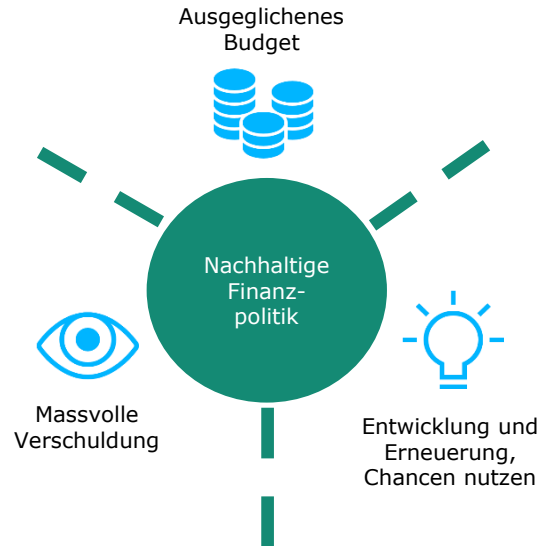 Ausgeglichenes
Budget
Nachhaltige
Finanz-
politik
Massvolle
Verschuldung
Entwicklung und
Erneuerung,
Chancen nutzen